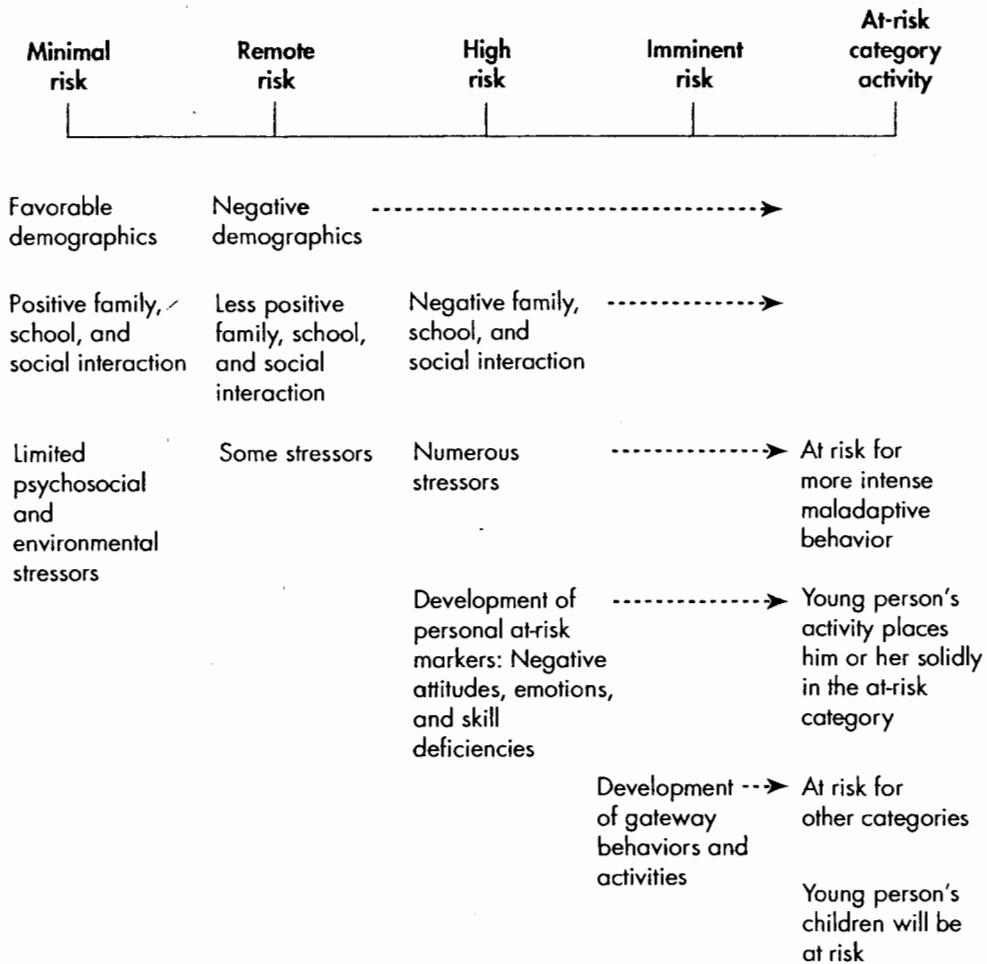 Minimal
risk
Remote
risk
High
risk
Imminent
risk
At-risk
category
activity
Favorable
demographics
Negative
demographics
Positive family,
school, and
social interaction
Less positive
family, school,
and social
interaction
Negative family,
school, and
social interaction
Limited
psychosocial
and
environmental
stressors
Some stressors
Numerous
stressors
At risk for
more intense
maladaptive
behavior
Development of
personal at-risk
markers: Negative
attitudes, emotions,
and skill
deficiencies
Young person's
activity places
him or her solidly
in the at-risk
category
Development
of gateway
behaviors and
activities
At risk for
other categories
Young person's
children will be
at risk